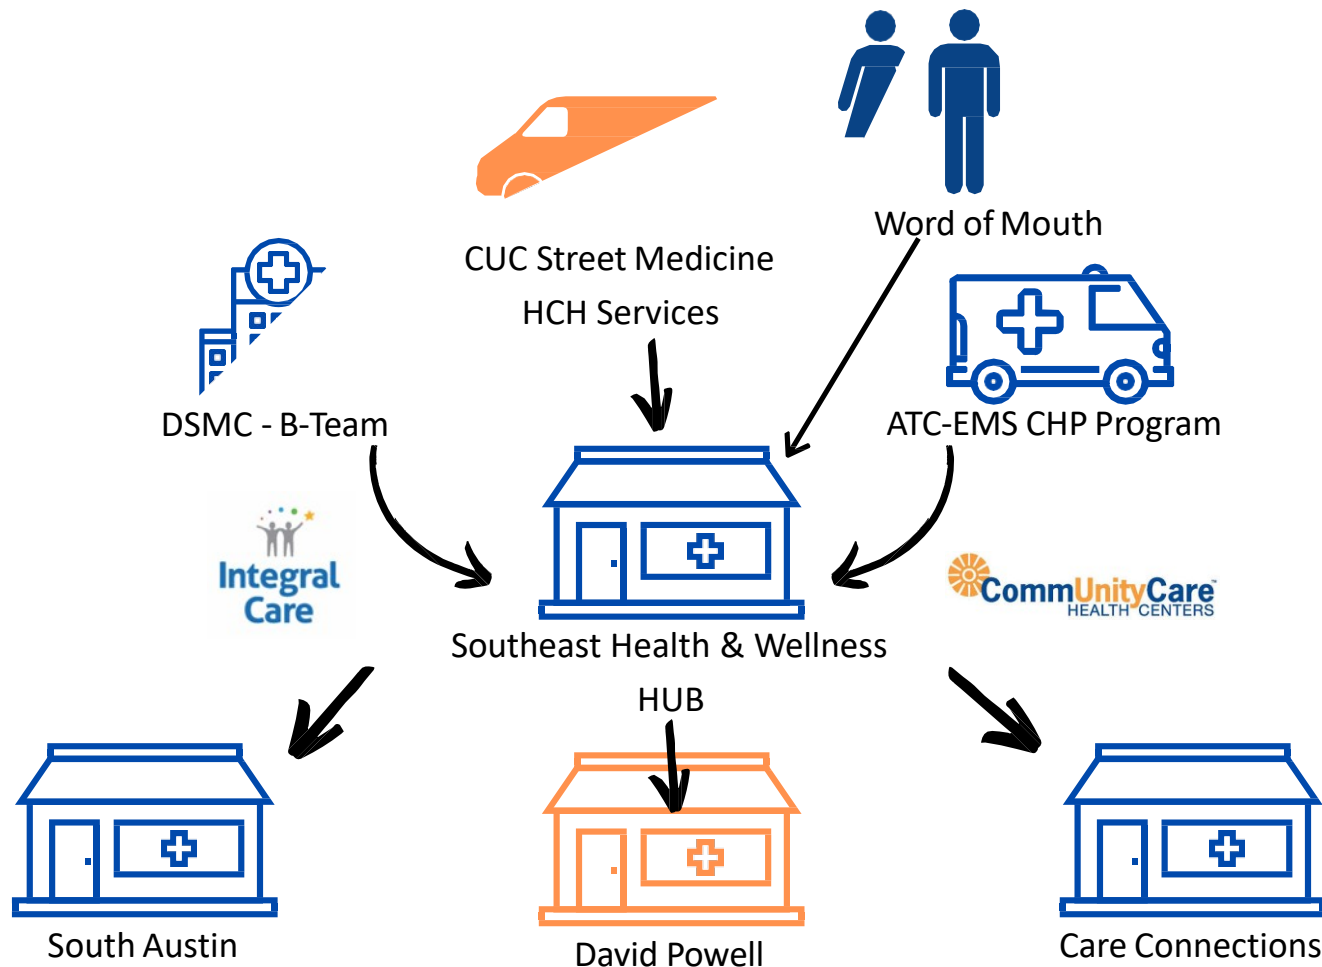 Word of Mouth
CUC Street Medicine
HCH Services
DSMC - B-Team
ATC-EMS CHP Program
Integral
Care
CommUnityCare™
HEALTH CENTERS
Southeast Health & Wellness
HUB
South Austin
David Powell
Care Connections